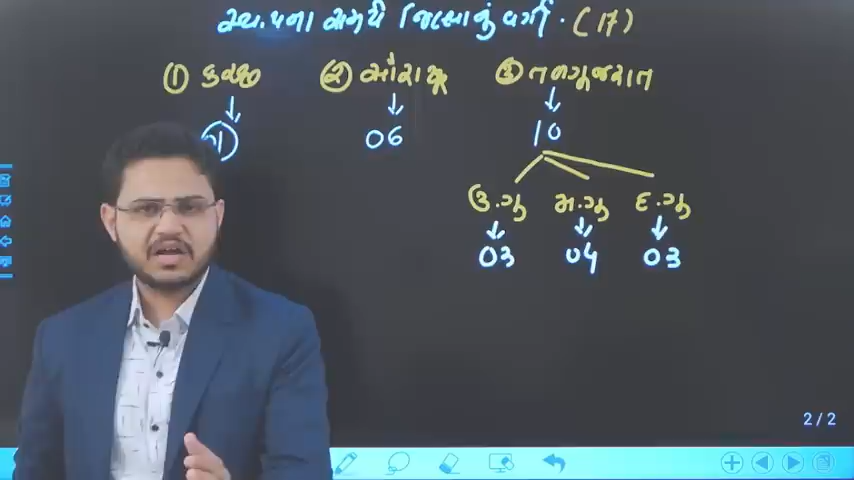 સ્થાપના સમયે જિલ્લાનું વર્ગી. (17)
① કચ્છ ② સૌરાષ્ટ્ર ③ તળગુજરાત
01 06 10
ઉ.ગુ મ.ગુ દ.ગુ
03 04 03
2/2